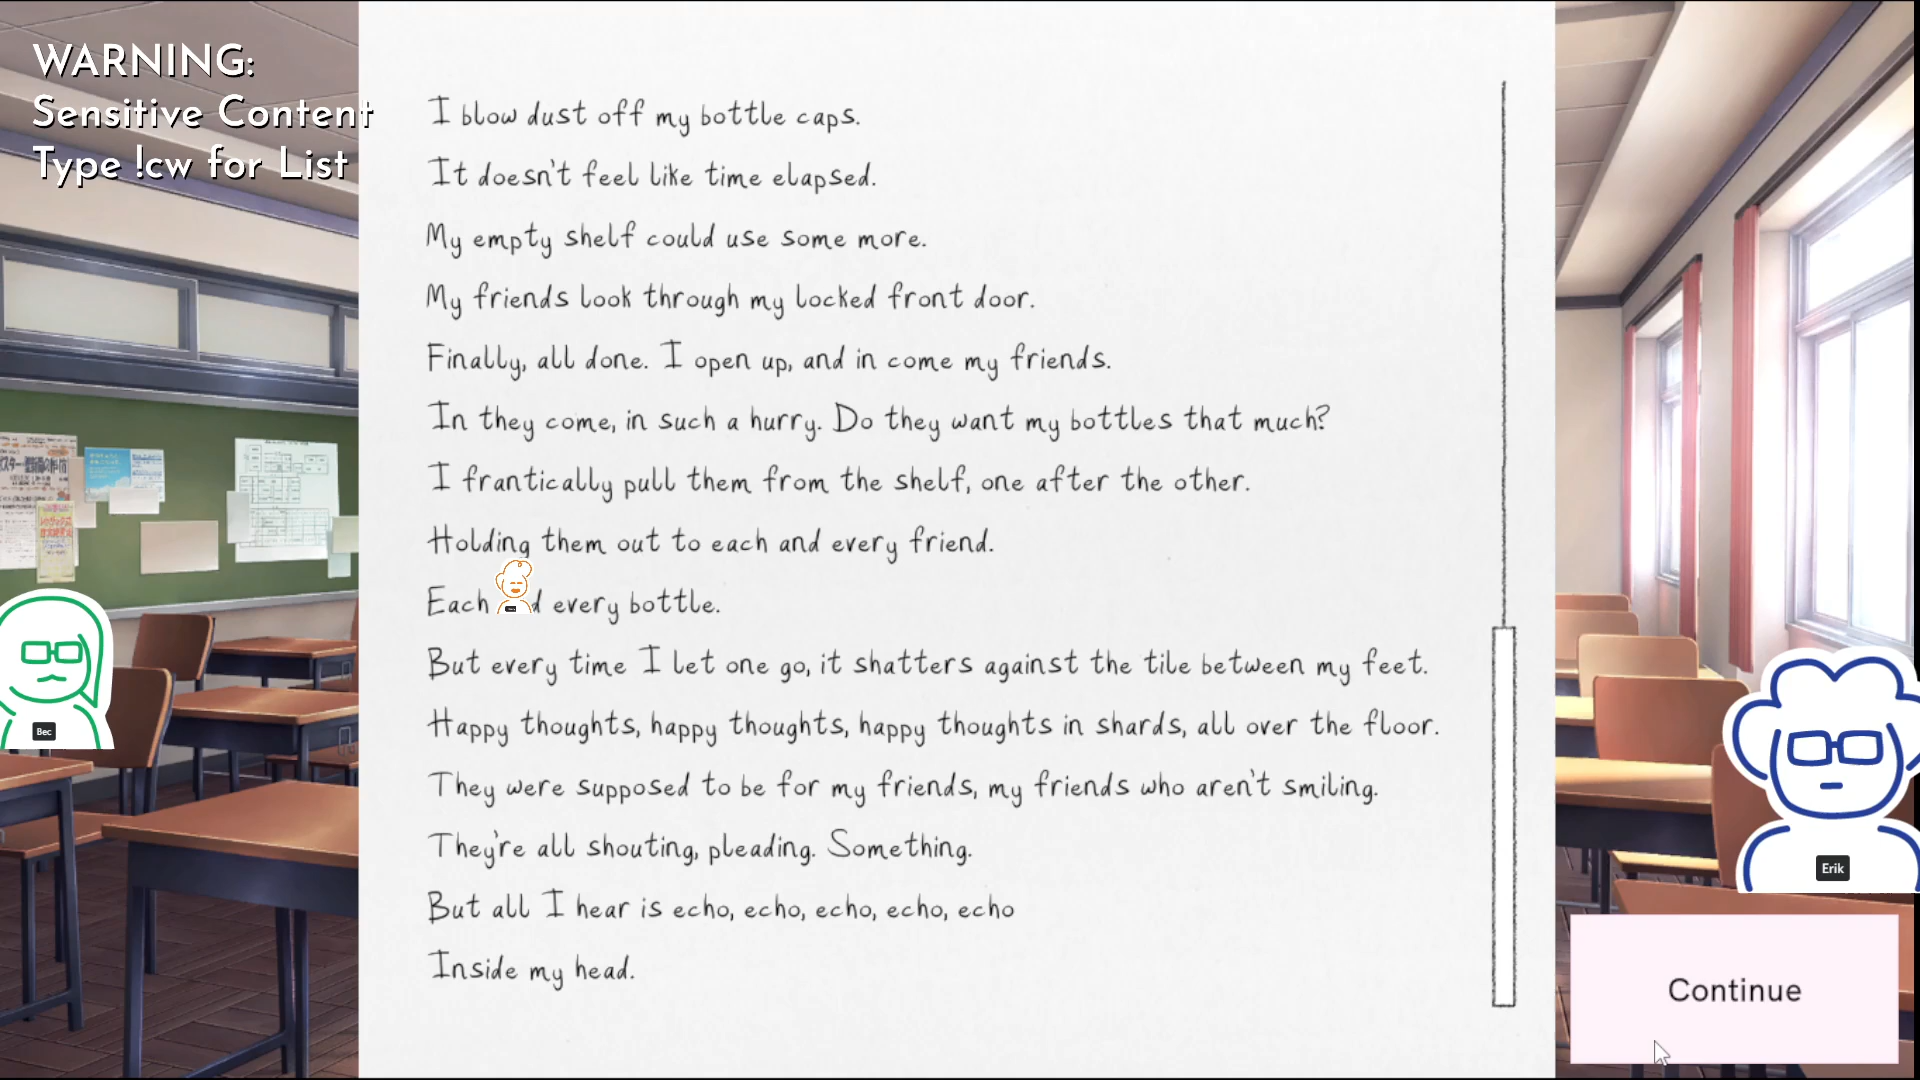 WARNING:
Sensitive Content
Type !cw for List
I blow dust off my bottle caps.
It doesn't feel like time elapsed.
My empty shelf could use some more.
My friends look through my locked front door.
Finally, all done. I open up, and in come my friends.
In they come, in such a hurry. Do they want my bottles that much?
I frantically pull them from the shelf, one after the other.
Holding them out to each and every friend.
Each every bottle.
But every time I let one go, it shatters against the tile between my feet.
Happy thoughts, happy thoughts, happy thoughts in shards, all over the floor.
They were supposed to be for my friends, my friends who aren't smiling.
They're all shouting, pleading. Something.
But all I hear is echo, echo, echo, echo, echo
Inside my head.
Bec
Erik
Continue